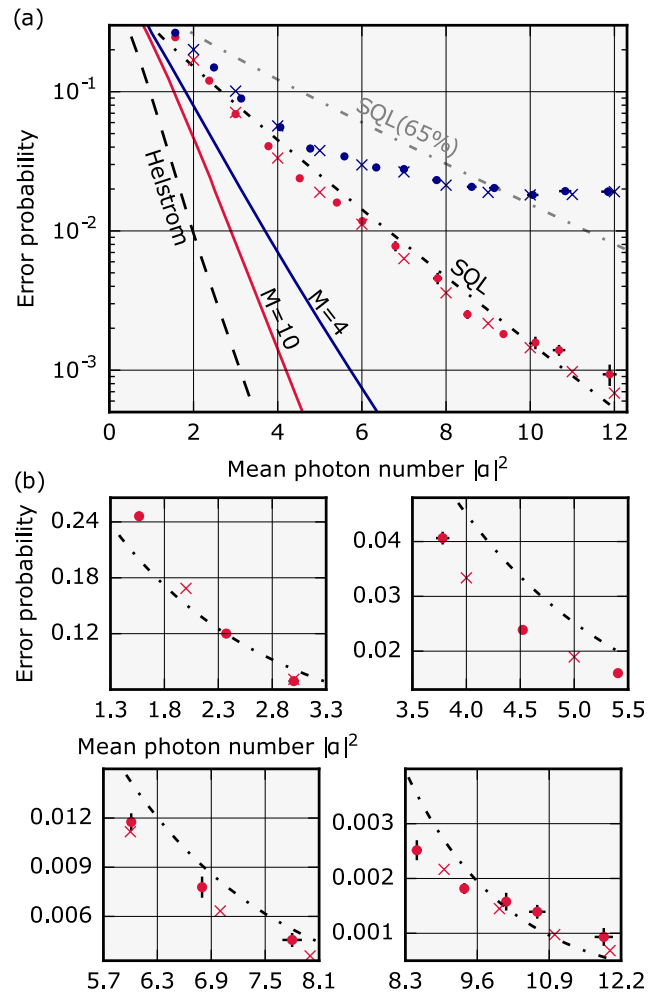 (a)
Error probability
10⁻¹
10⁻²
10⁻³
SQL(65%)
Helstrom
SQL
M=10
M=4
0 2 4 6 8 10 12
Mean photon number |α|²
(b)
Error probability
0.24
0.18
0.12
1.3 2.3 3.3
0.04
0.03
0.02
3.5 4.0 4.5 5.0 5.5
Mean photon number |α|²
0.012
0.009
0.006
5.7 6.3 6.9 7.5 8.1
0.003
0.002
0.001
8.3 9.6 10.9 12.2